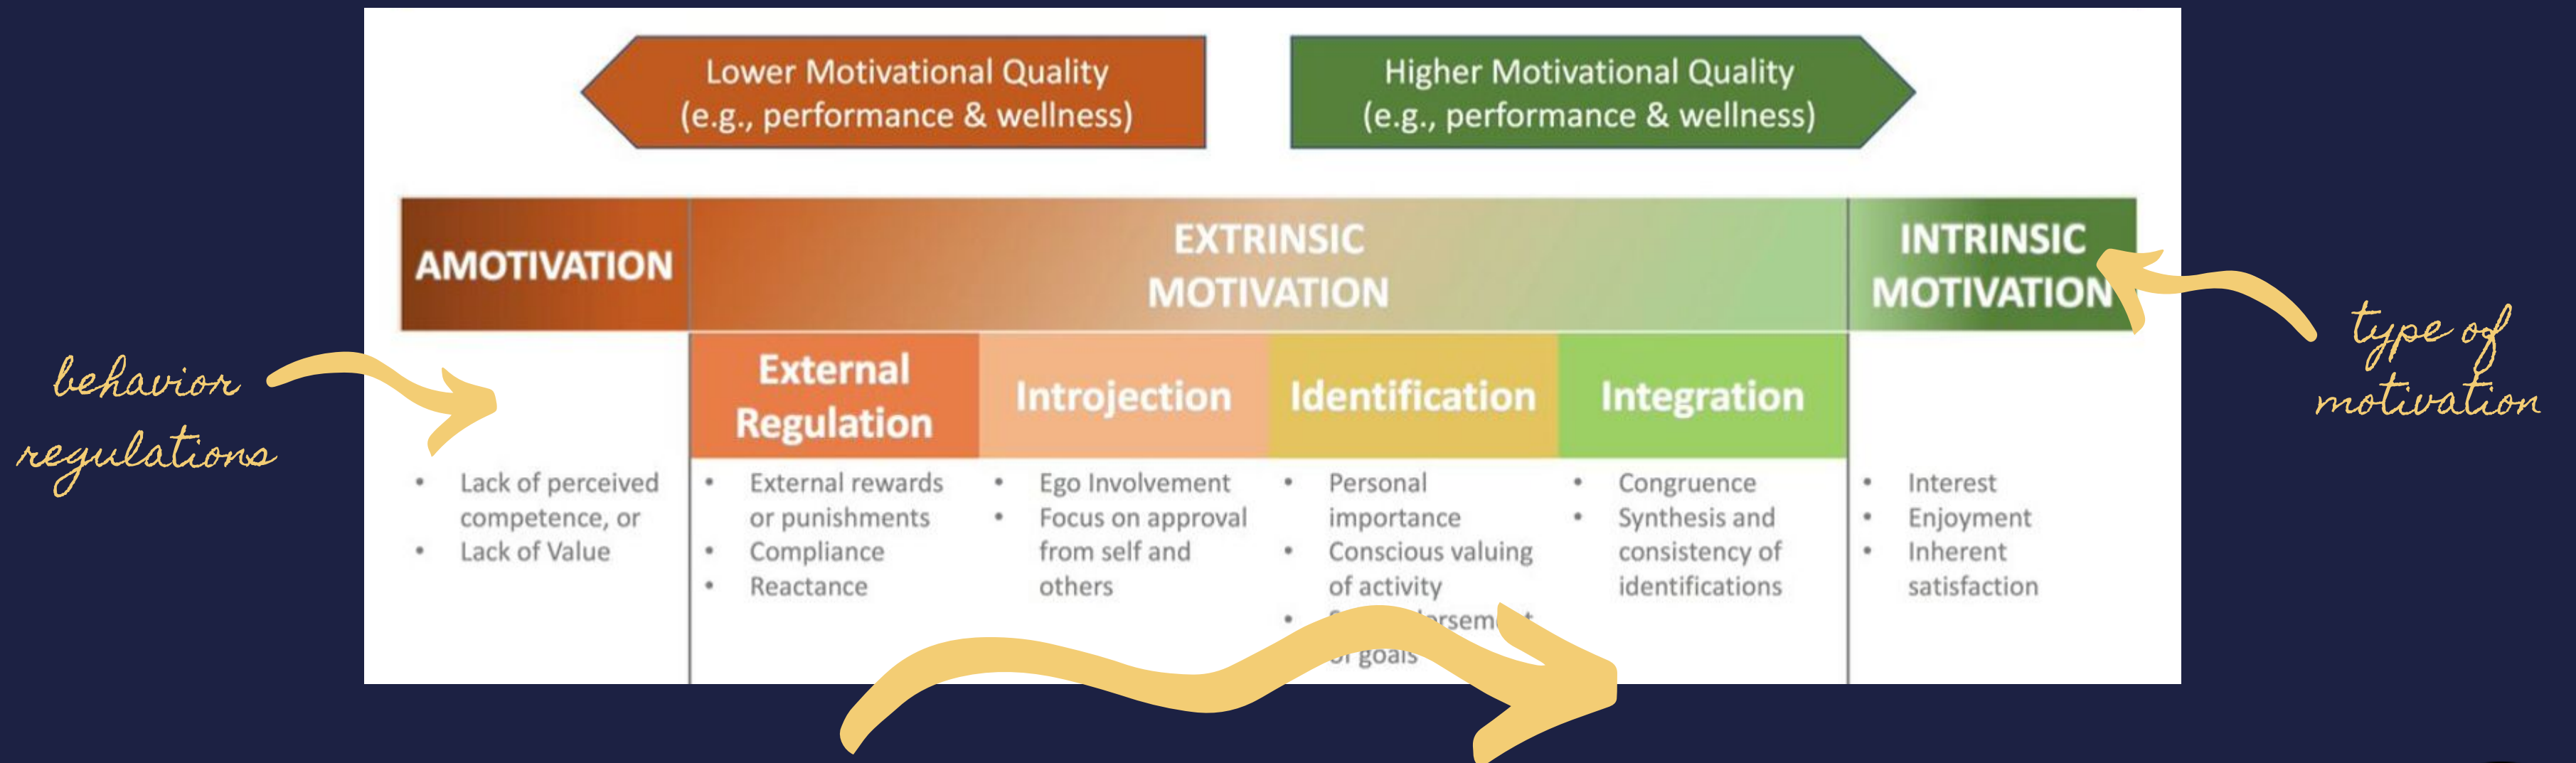 Lower Motivational Quality
(e.g., performance & wellness)
Higher Motivational Quality
(e.g., performance & wellness)
AMOTIVATION
EXTRINSIC
MOTIVATION
INTRINSIC
MOTIVATION
type of
motivation
behavior
regulations
External
Regulation
Introjection
Identification
Integration
• Lack of perceived
competence, or
• Lack of Value
• External rewards
or punishments
• Compliance
• Reactance
• Ego Involvement
• Focus on approval
from self and
others
• Personal
importance
• Conscious valuing
of activity
•
goals
• Congruence
• Synthesis and
consistency of
identifications
• Interest
• Enjoyment
• Inherent
satisfaction